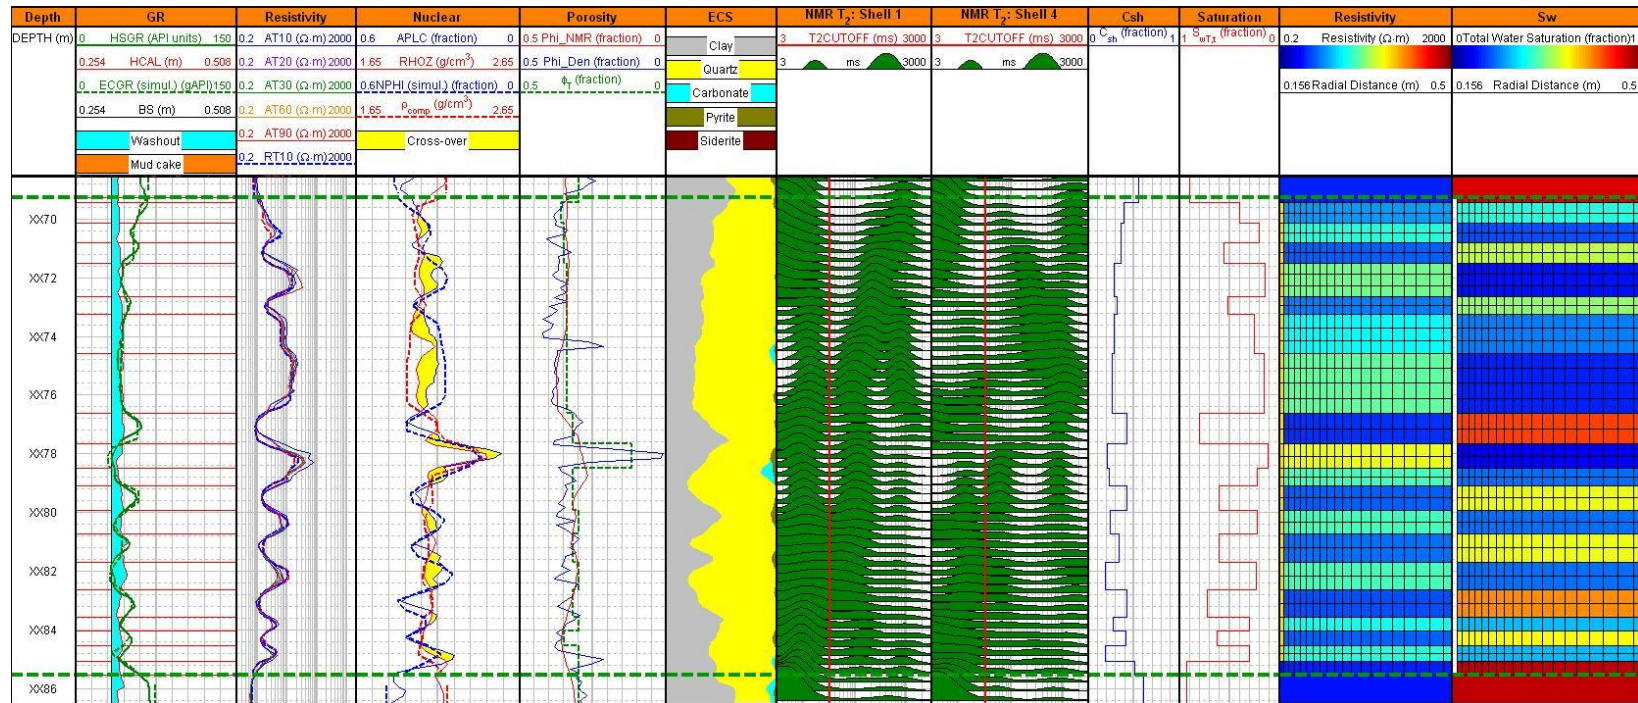 Depth GR Resistivity Nuclear Porosity ECS NMR T₂: Shell 1 NMR T₂: Shell 4 Csh Saturation Resistivity Sw
DEPTH (m) 0 HSGR (API units) 150 0.2 AT10 (Ω·m) 2000 0.6 APLC (fraction) 0 0.5 Phi_NMR (fraction) 0 Clay 3 T2CUTOFF (ms) 3000 3 T2CUTOFF (ms) 3000 0 Csh (fraction) 1 1 SwT,t (fraction) 0 0.2 Resistivity (Ω·m) 2000 0 Total Water Saturation (fraction) 1
0.254 HCAL (m) 0.508 0.2 AT20 (Ω·m) 2000 1.65 RHOZ (g/cm³) 2.65 0.5 Phi_Den (fraction) 0 Quartz 3 ms 3000 3 ms 3000
0 ECGR (simul.) (gAPI) 150 0.2 AT30 (Ω·m) 2000 0.6 NPHI (simul.) (fraction) 0 0.5 ϕT (fraction) 0 Carbonate 0.156 Radial Distance (m) 0.5 0.156 Radial Distance (m) 0.5
0.254 BS (m) 0.508 0.2 AT60 (Ω·m) 2000 1.65 ρcomp (g/cm³) 2.65 Pyrite
Washout 0.2 AT90 (Ω·m) 2000 Cross-over Siderite
Mud cake 0.2 RT10 (Ω·m) 2000
XX70
XX72
XX74
XX76
XX78
XX80
XX82
XX84
XX86